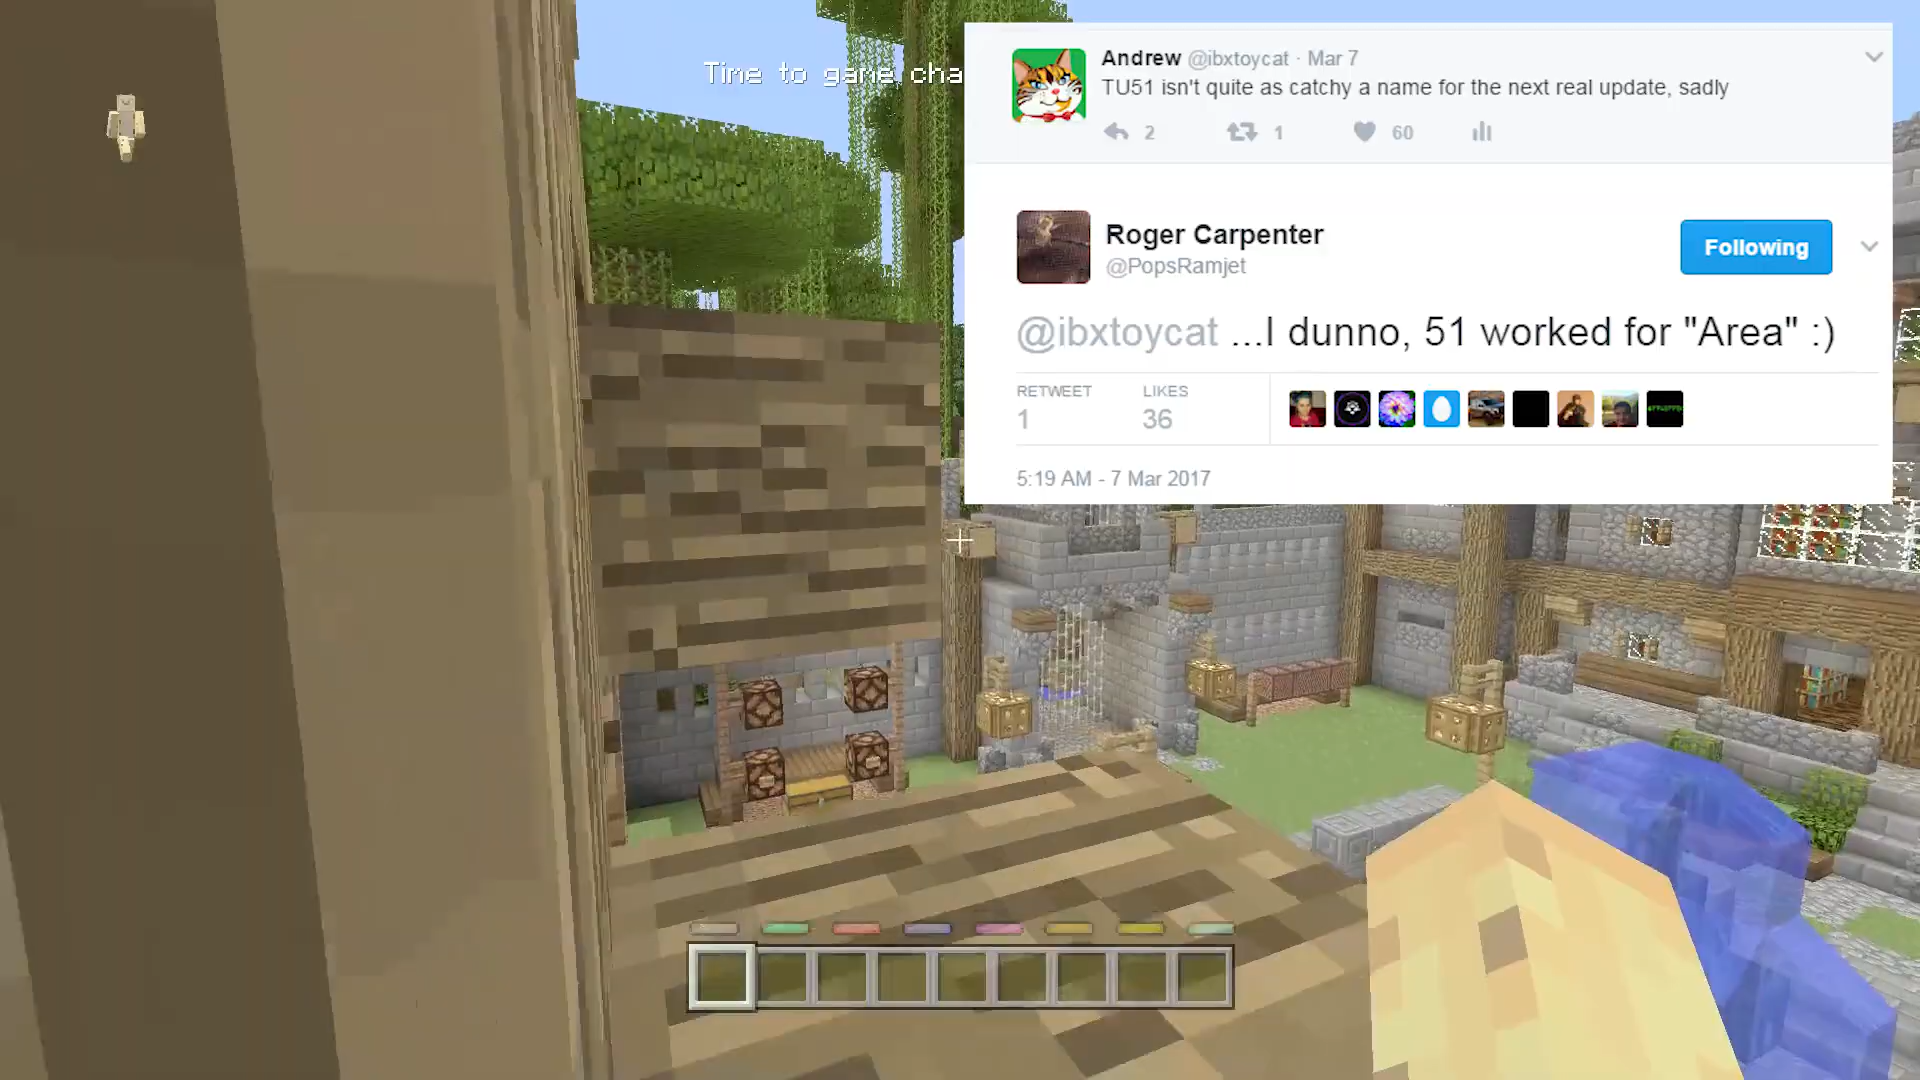 Time to game cha
Andrew @ibxtoycat · Mar 7
TU51 isn't quite as catchy a name for the next real update, sadly
2 1 60
Roger Carpenter
@PopsRamjet
Following
@ibxtoycat ...I dunno, 51 worked for "Area" :)
RETWEET LIKES
1 36
5:19 AM - 7 Mar 2017